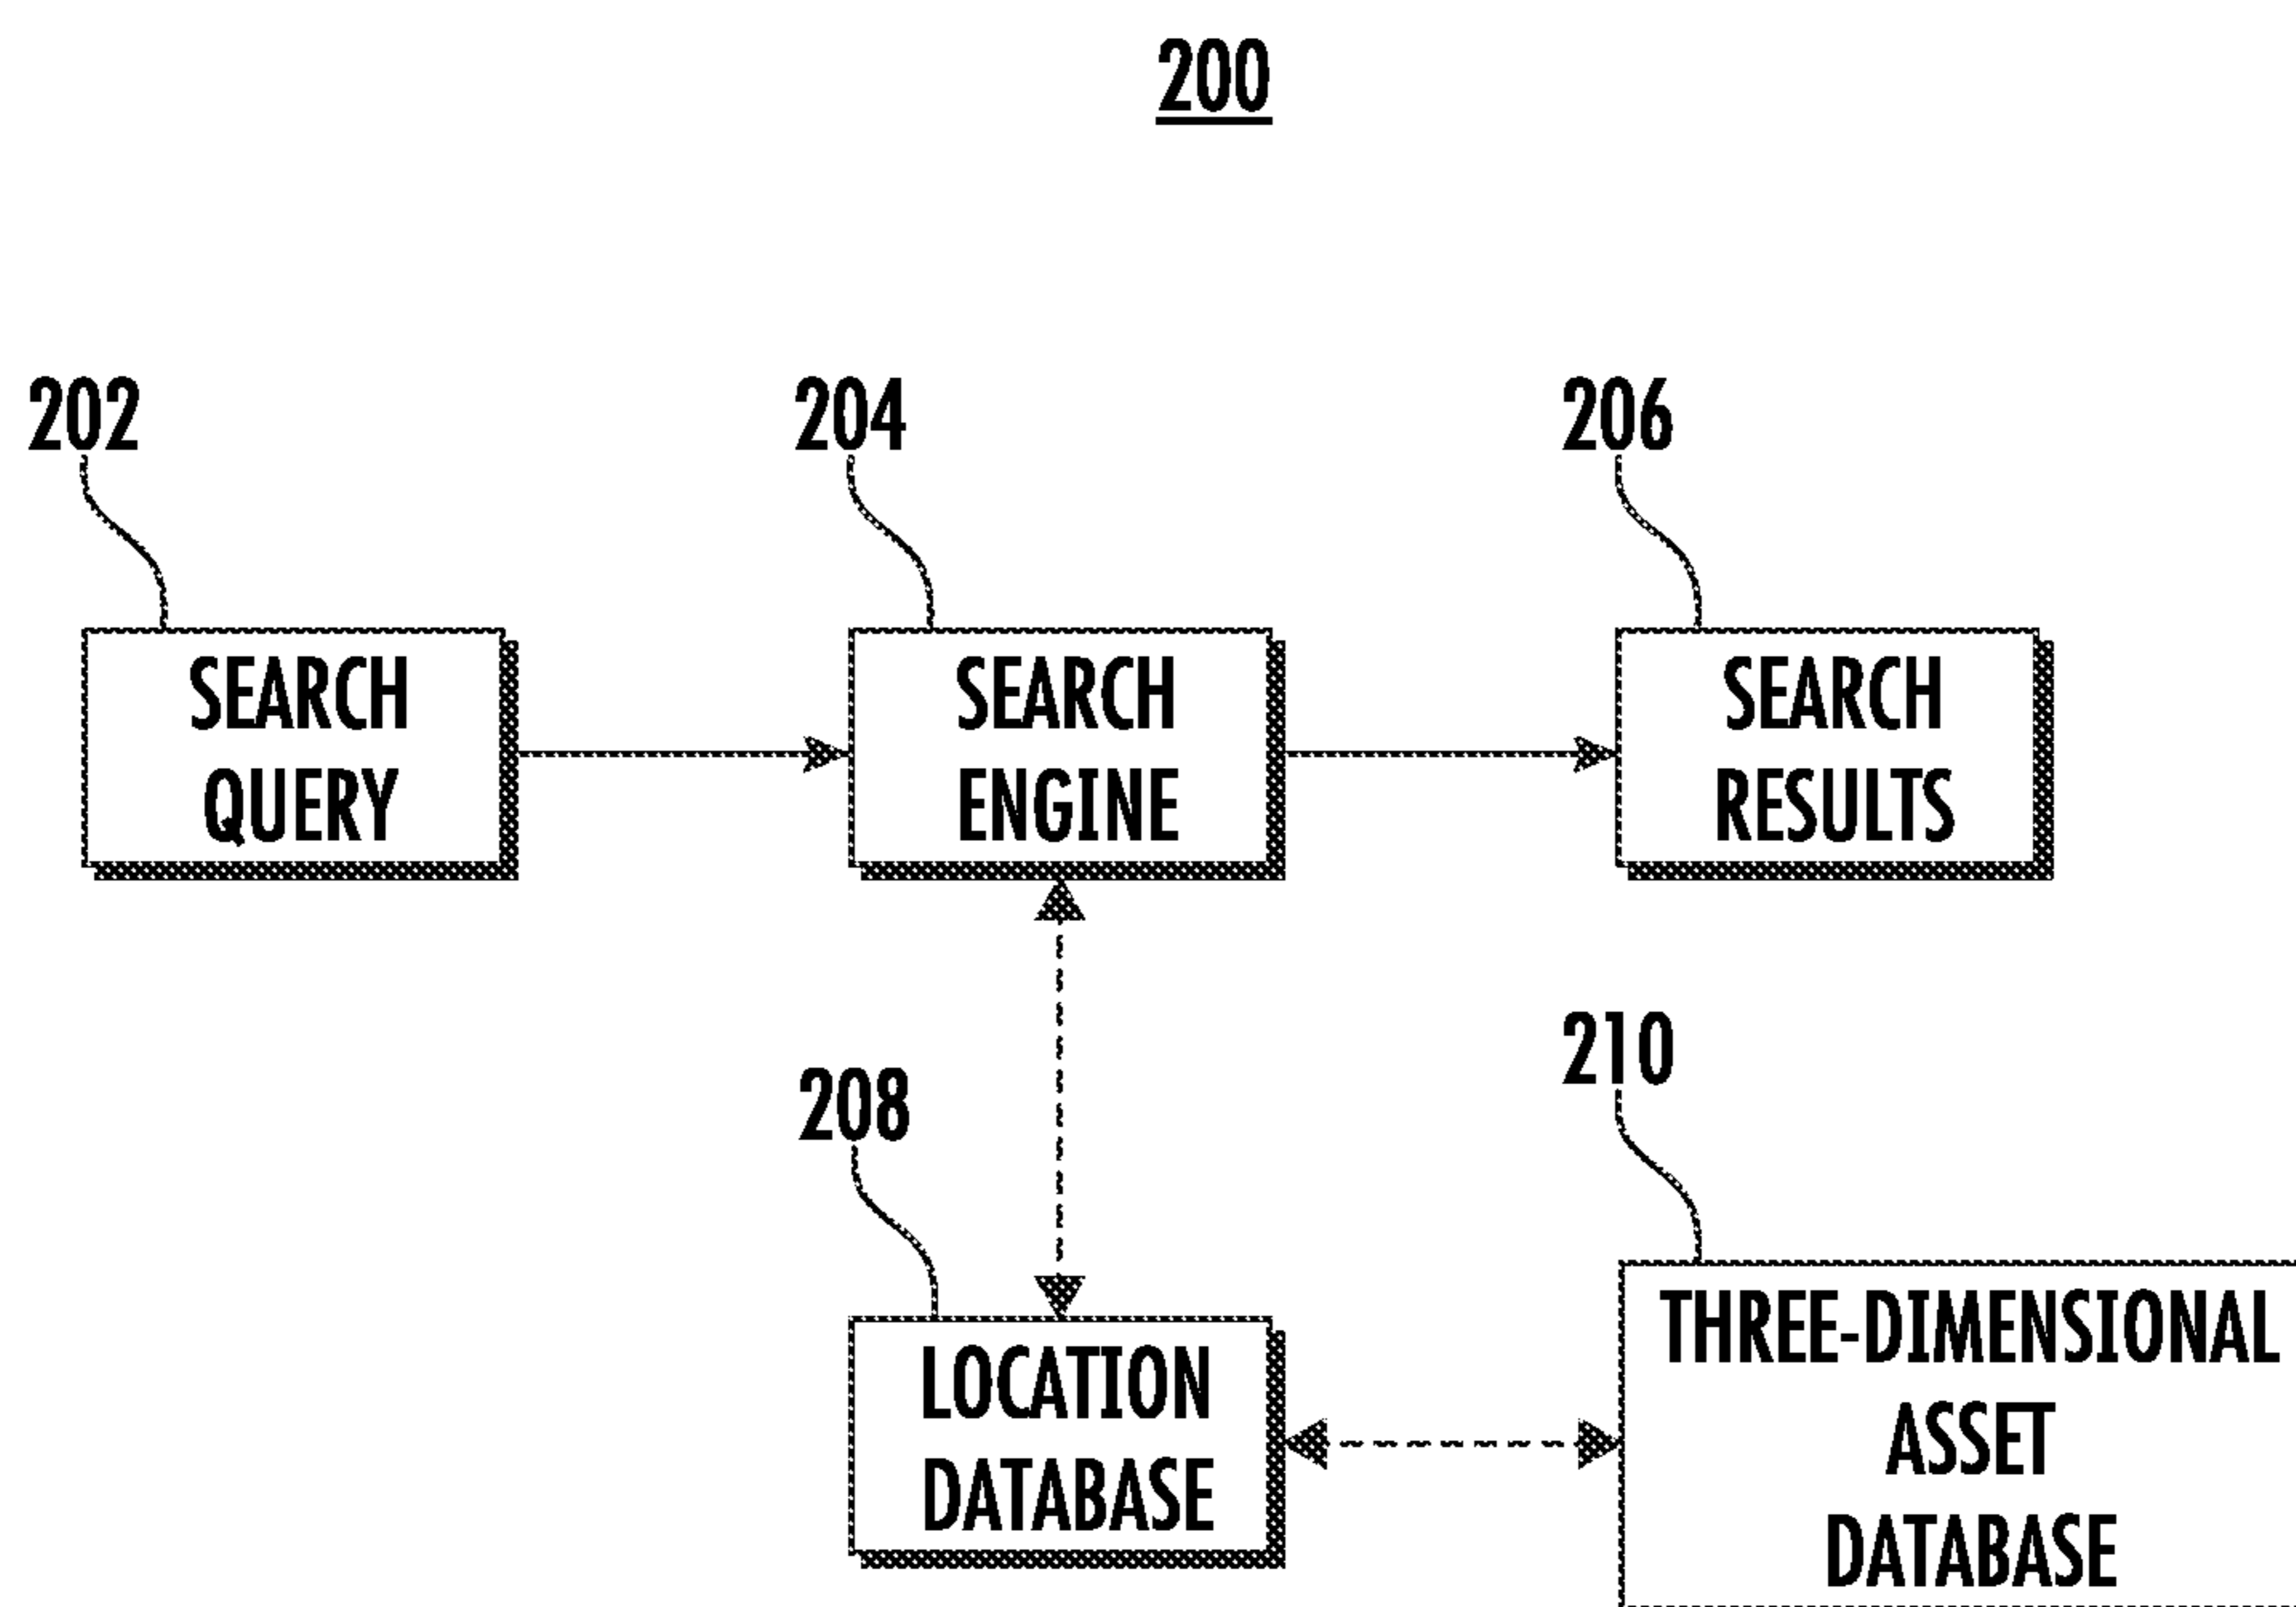 200
202
204
206
SEARCH
QUERY
SEARCH
ENGINE
SEARCH
RESULTS
208
210
LOCATION
DATABASE
THREE-DIMENSIONAL
ASSET
DATABASE